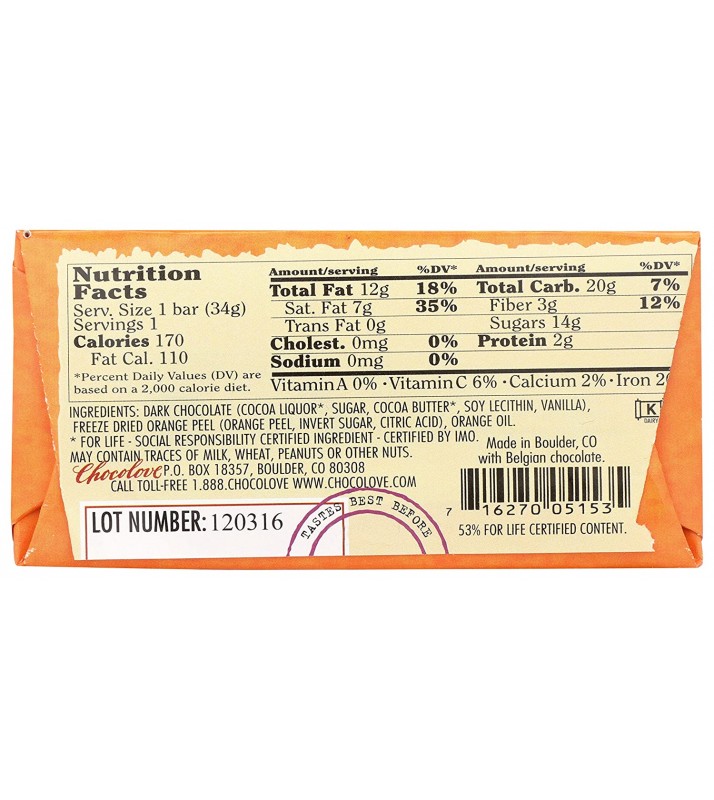 Nutrition
Facts
Serv. Size 1 bar (34g)
Servings 1
Calories 170
Fat Cal. 110
*Percent Daily Values (DV) are
based on a 2,000 calorie diet.
Amount/serving %DV* Amount/serving %DV*
Total Fat 12g 18% Total Carb. 20g 7%
Sat. Fat 7g 35% Fiber 3g 12%
Trans Fat 0g Sugars 14g
Cholest. 0mg 0% Protein 2g
Sodium 0mg 0%
Vitamin A 0% • Vitamin C 6% • Calcium 2% • Iron
INGREDIENTS: DARK CHOCOLATE (COCOA LIQUOR*, SUGAR, COCOA BUTTER*, SOY LECITHIN, VANILLA),
FREEZE DRIED ORANGE PEEL (ORANGE PEEL, INVERT SUGAR, CITRIC ACID), ORANGE OIL.
* FOR LIFE - SOCIAL RESPONSIBILITY CERTIFIED INGREDIENT - CERTIFIED BY IMO.
MAY CONTAIN TRACES OF MILK, WHEAT, PEANUTS OR OTHER NUTS.
Chocolove P.O. BOX 18357, BOULDER, CO 80308
CALL TOLL-FREE 1.888.CHOCOLOVE WWW.CHOCOLOVE.COM
K
DAIRY
Made in Boulder, CO
with Belgian chocolate.
7 16270 05153
53% FOR LIFE CERTIFIED CONTENT.
LOT NUMBER: 120316
TASTES BEST BEFORE